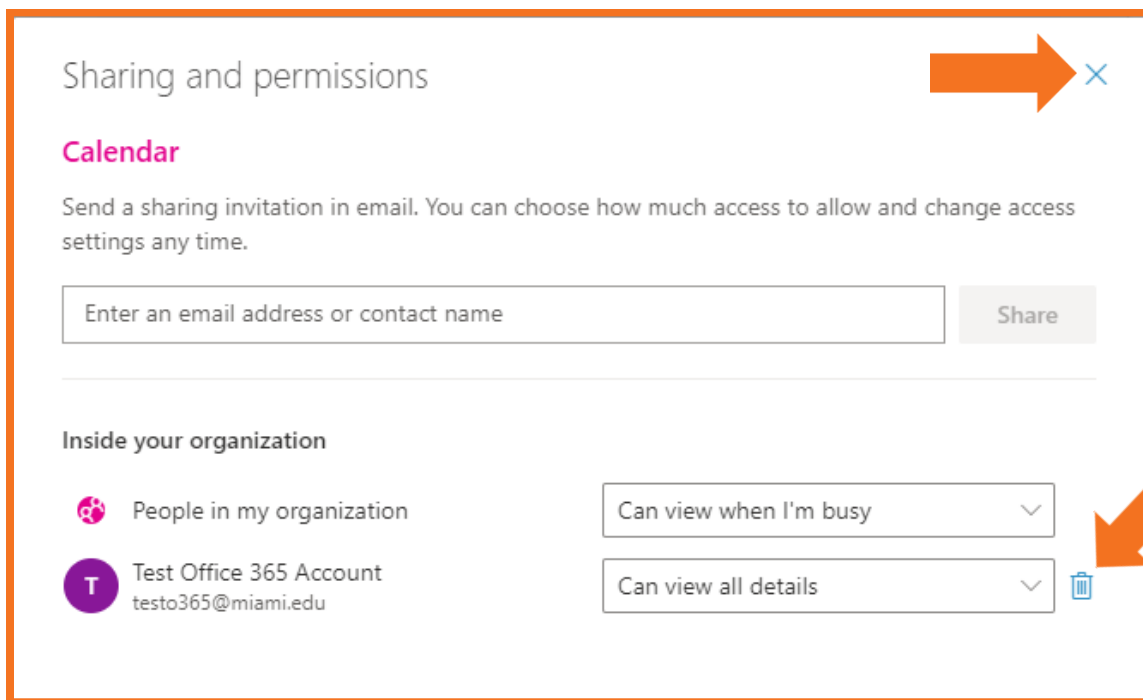 Sharing and permissions
Calendar
Send a sharing invitation in email. You can choose how much access to allow and change access
settings any time.
Enter an email address or contact name
Share
Inside your organization
People in my organization
Can view when I'm busy
T
Test Office 365 Account
testo365@miami.edu
Can view all details